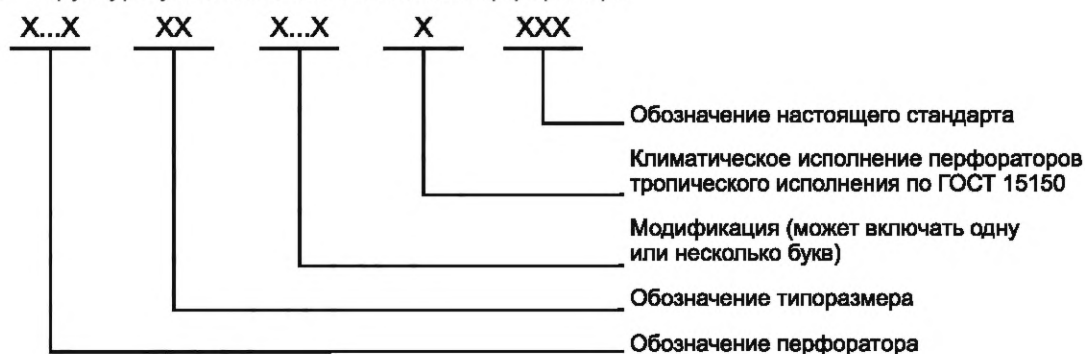 X...X XX X...X X XXX
Обозначение настоящего стандарта
Климатическое исполнение перфораторов
тропического исполнения по ГОСТ 15150
Модификация (может включать одну
или несколько букв)
Обозначение типоразмера
Обозначение перфоратора